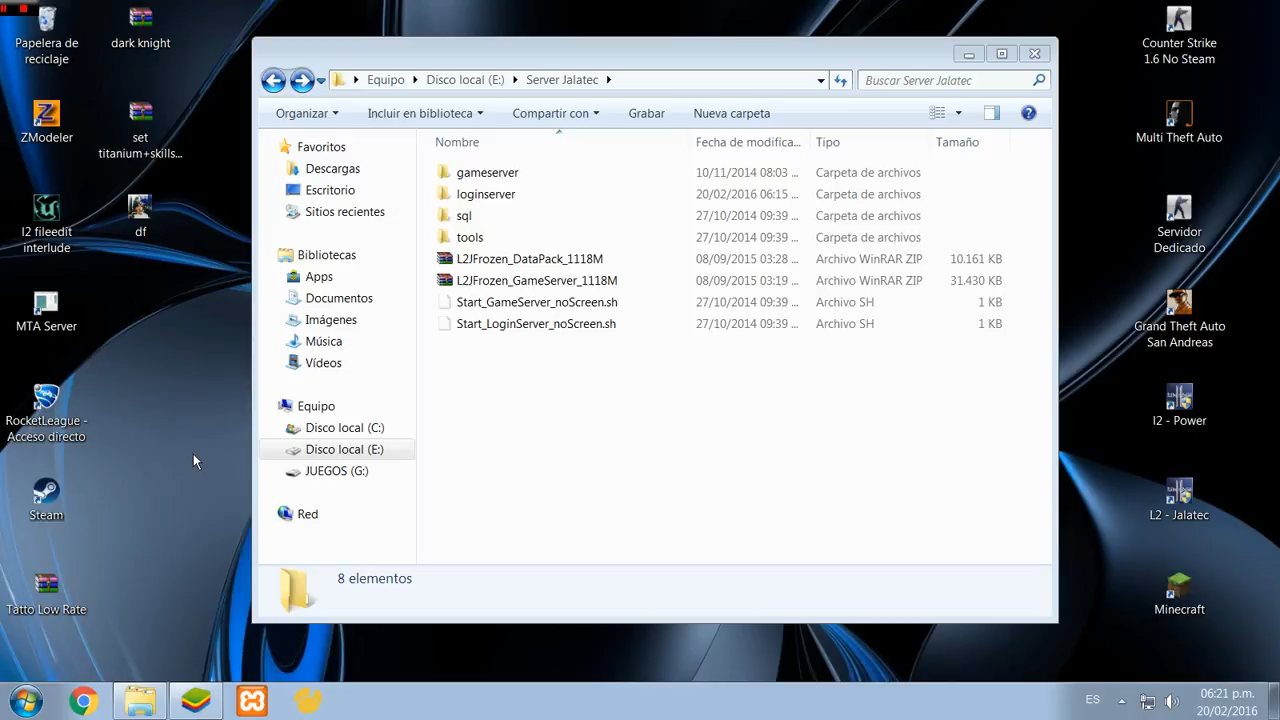 Papelera de
reciclaje
dark knight
ZModeler
set
titanium+skills...
l2 fileedit
interlude
df
MTA Server
RocketLeague -
Acceso directo
Steam
Tatto Low Rate
Equipo Disco local (E:) Server Jalatec
Buscar Server Jalatec
Organizar Incluir en biblioteca Compartir con Grabar Nueva carpeta
Favoritos
Descargas
Escritorio
Sitios recientes
Bibliotecas
Apps
Documentos
Imágenes
Música
Vídeos
Equipo
Disco local (C:)
Disco local (E:)
JUEGOS (G:)
Red
Nombre Fecha de modifica... Tipo Tamaño
gameserver 10/11/2014 08:03 ... Carpeta de archivos
loginserver 20/02/2016 06:15 ... Carpeta de archivos
sql 27/10/2014 09:39 ... Carpeta de archivos
tools 27/10/2014 09:39 ... Carpeta de archivos
L2JFrozen_DataPack_1118M 08/09/2015 03:28 ... Archivo WinRAR ZIP 10.161 KB
L2JFrozen_GameServer_1118M 08/09/2015 03:19 ... Archivo WinRAR ZIP 31.430 KB
Start_GameServer_noScreen.sh 27/10/2014 09:39 ... Archivo SH 1 KB
Start_LoginServer_noScreen.sh 27/10/2014 09:39 ... Archivo SH 1 KB
8 elementos
Counter Strike
1.6 No Steam
Multi Theft Auto
Servidor
Dedicado
Grand Theft Auto
San Andreas
l2 - Power
L2 - Jalatec
Minecraft
ES
06:21 p.m.
20/02/2016